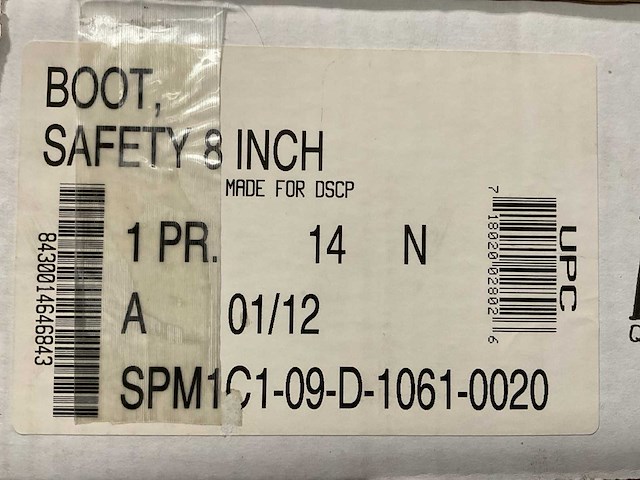 BOOT,
SAFETY 8 INCH
MADE FOR DSCP
1 PR. 14 N
A 01/12
SPM1C1-09-D-1061-0020
8430014646843
7 18020 02802 6
UPC